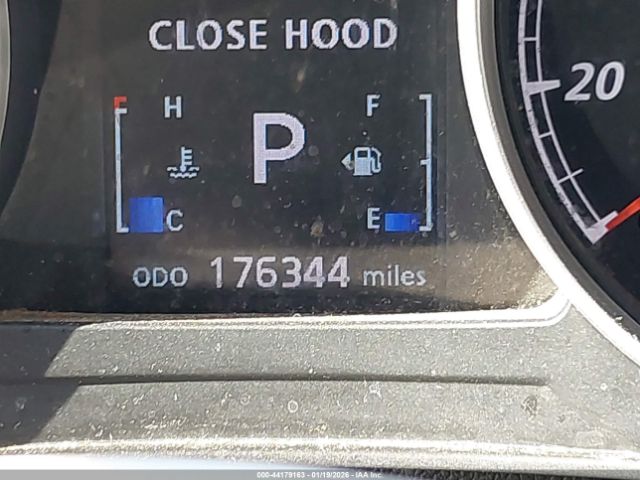 CLOSE HOOD
H F
P
20
C E
ODO 176344 miles
000-44179163 - 01/19/2026 - IAA Inc.